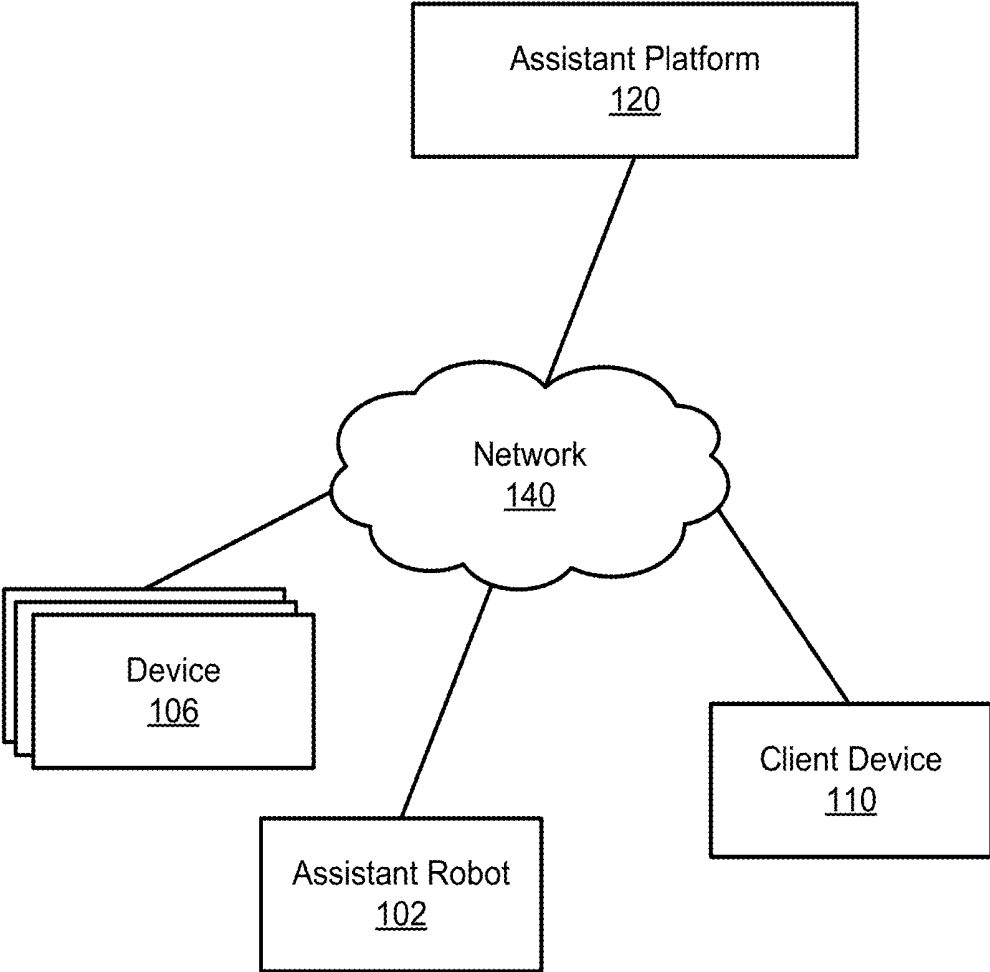 Assistant Platform
120
Network
140
Device
106
Client Device
110
Assistant Robot
102